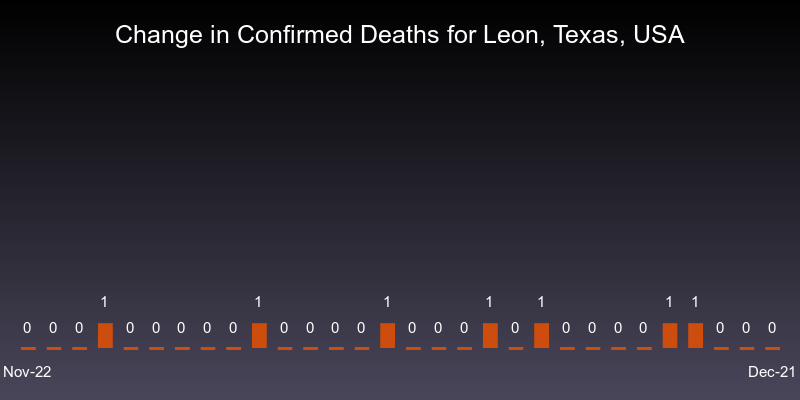 Change in Confirmed Deaths for Leon, Texas, USA
0 0 0 1 0 0 0 0 0 1 0 0 0 0 1 0 0 0 1 0 1 0 0 0 0 1 1 0 0 0
Nov-22 Dec-21